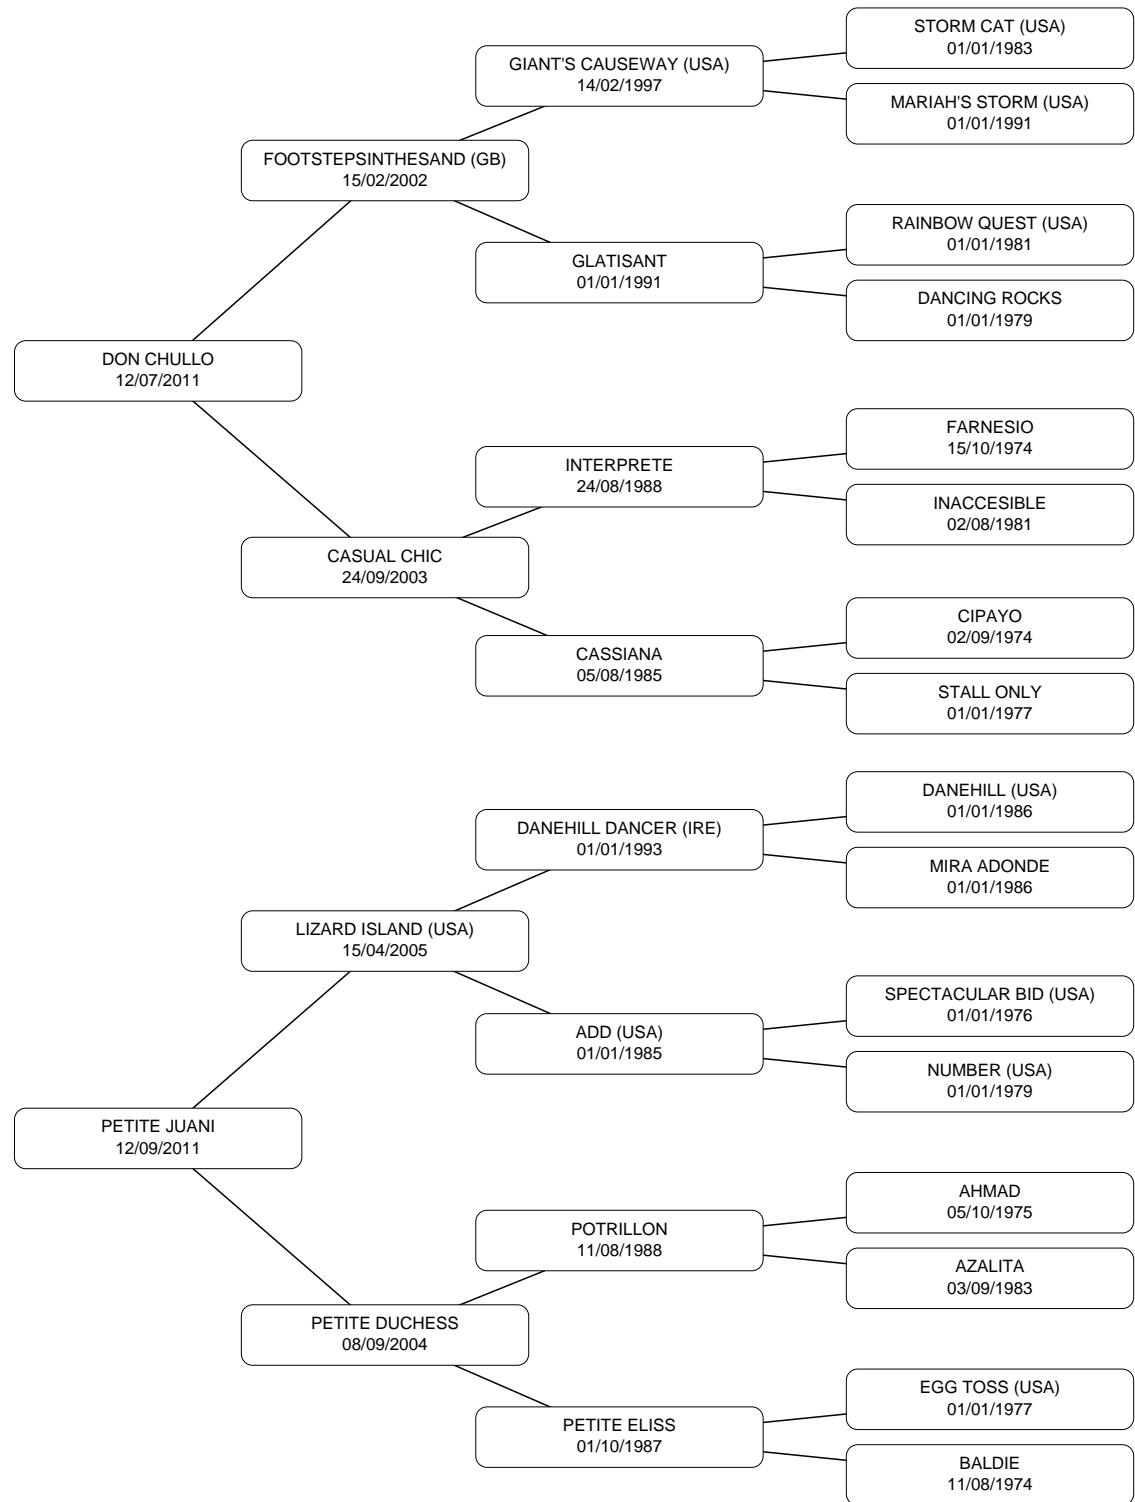 STORM CAT (USA)
01/01/1983
GIANT'S CAUSEWAY (USA)
14/02/1997
MARIAH'S STORM (USA)
01/01/1991
FOOTSTEPSINTHESAND (GB)
15/02/2002
RAINBOW QUEST (USA)
01/01/1981
GLATISANT
01/01/1991
DANCING ROCKS
01/01/1979
DON CHULLO
12/07/2011
FARNESIO
15/10/1974
INTERPRETE
24/08/1988
INACCESIBLE
02/08/1981
CASUAL CHIC
24/09/2003
CIPAYO
02/09/1974
CASSIANA
05/08/1985
STALL ONLY
01/01/1977
DANEHILL (USA)
01/01/1986
DANEHILL DANCER (IRE)
01/01/1993
MIRA ADONDE
01/01/1986
LIZARD ISLAND (USA)
15/04/2005
SPECTACULAR BID (USA)
01/01/1976
ADD (USA)
01/01/1985
NUMBER (USA)
01/01/1979
PETITE JUANI
12/09/2011
AHMAD
05/10/1975
POTRILLON
11/08/1988
AZALITA
03/09/1983
PETITE DUCHESS
08/09/2004
EGG TOSS (USA)
01/01/1977
PETITE ELISS
01/10/1987
BALDIE
11/08/1974